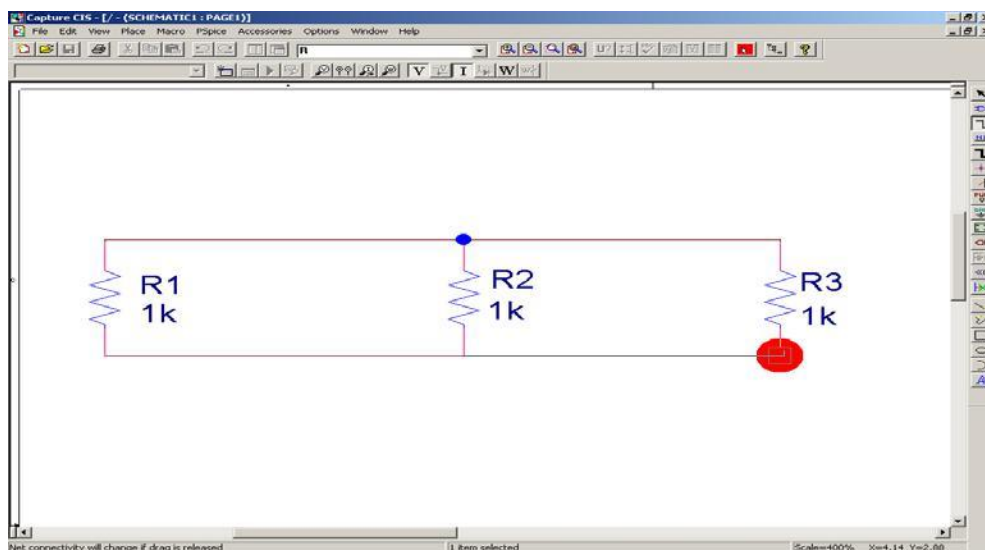 Capture CIS - [/ - (SCHEMATIC1 : PAGE1)]
File Edit View Place Macro PSpice Accessories Options Window Help
R
V I W
R1
1k
R2
1k
R3
1k
Net connectivity will change if drag is released 1 item selected Scale=400% X=4.14 Y=2.00